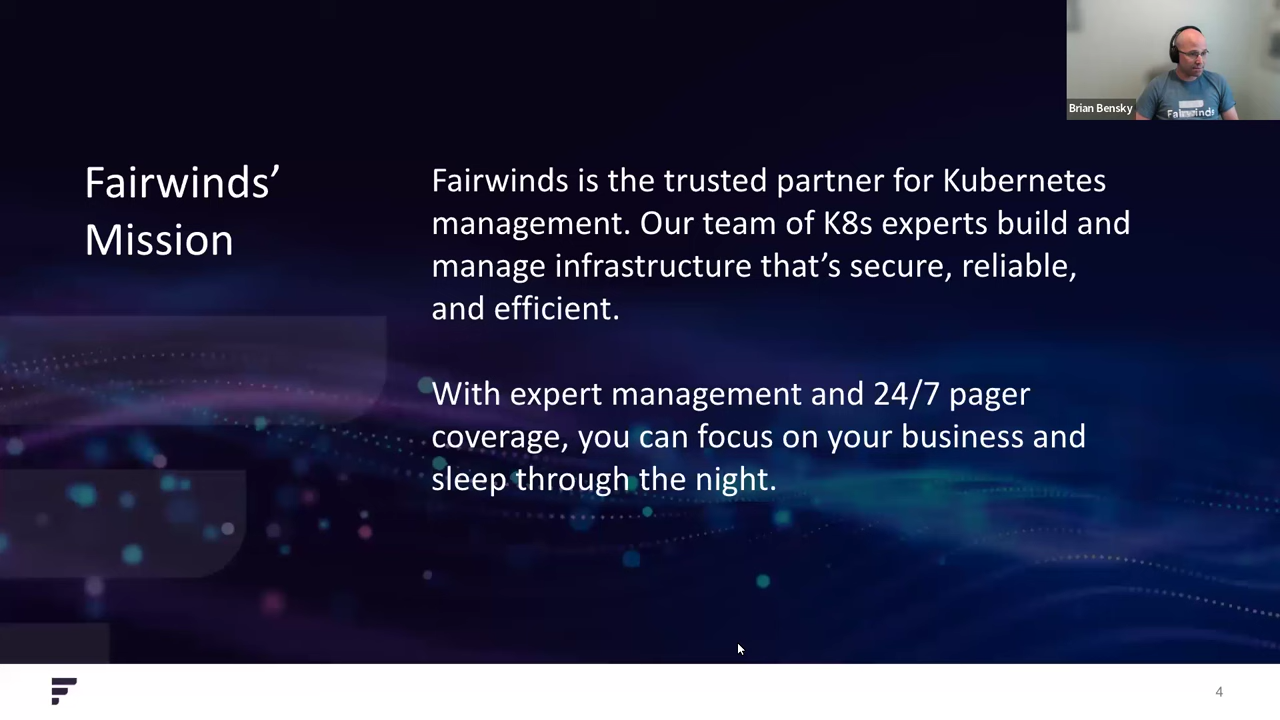 Brian Bensky
Fairwinds
Fairwinds’
Mission
Fairwinds is the trusted partner for Kubernetes
management. Our team of K8s experts build and
manage infrastructure that’s secure, reliable,
and efficient.
With expert management and 24/7 pager
coverage, you can focus on your business and
sleep through the night.
4